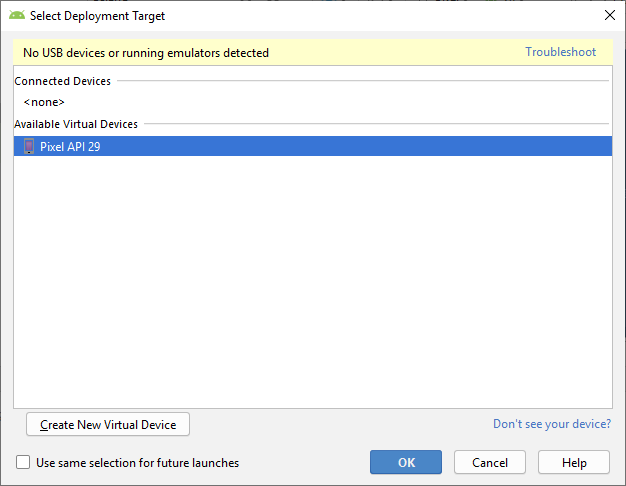 Select Deployment Target
No USB devices or running emulators detected Troubleshoot
Connected Devices
<none>
Available Virtual Devices
Pixel API 29
Create New Virtual Device Don't see your device?
Use same selection for future launches OK Cancel Help